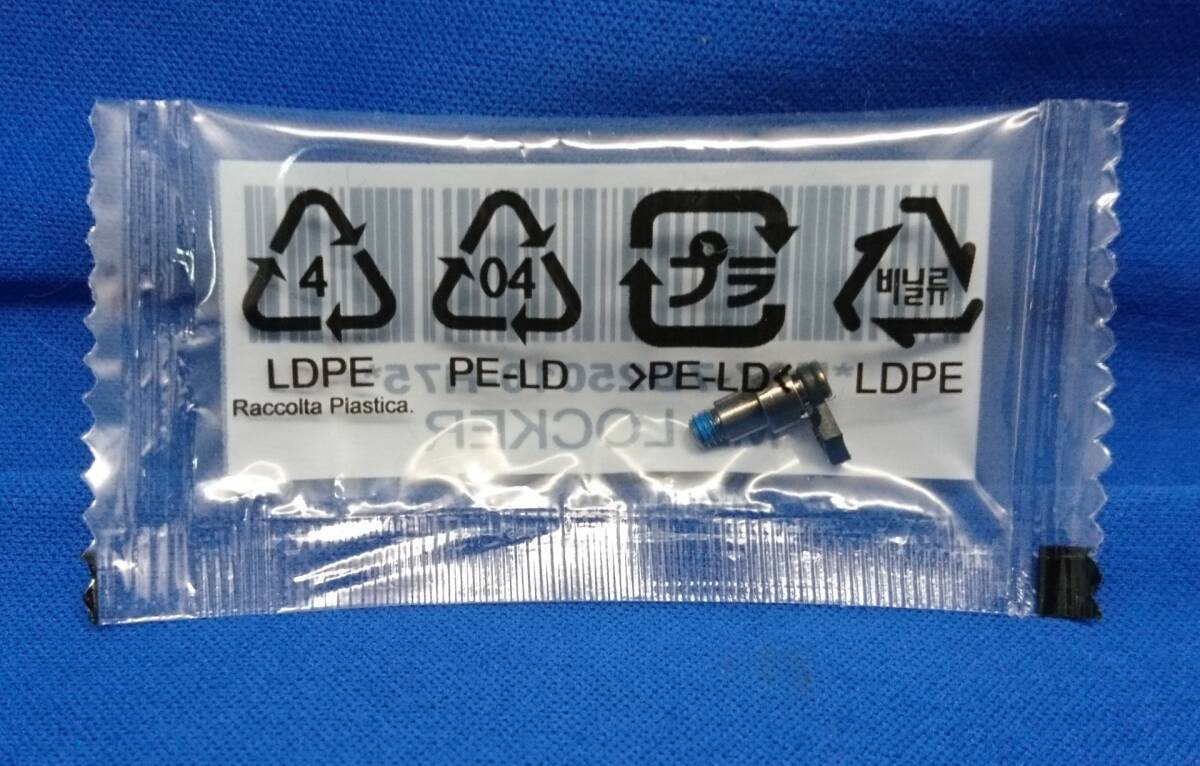 4 04 プラ 비닐류
LDPE PE-LD >PE-LD< LDPE
Raccolta Plastica.
LOCKER